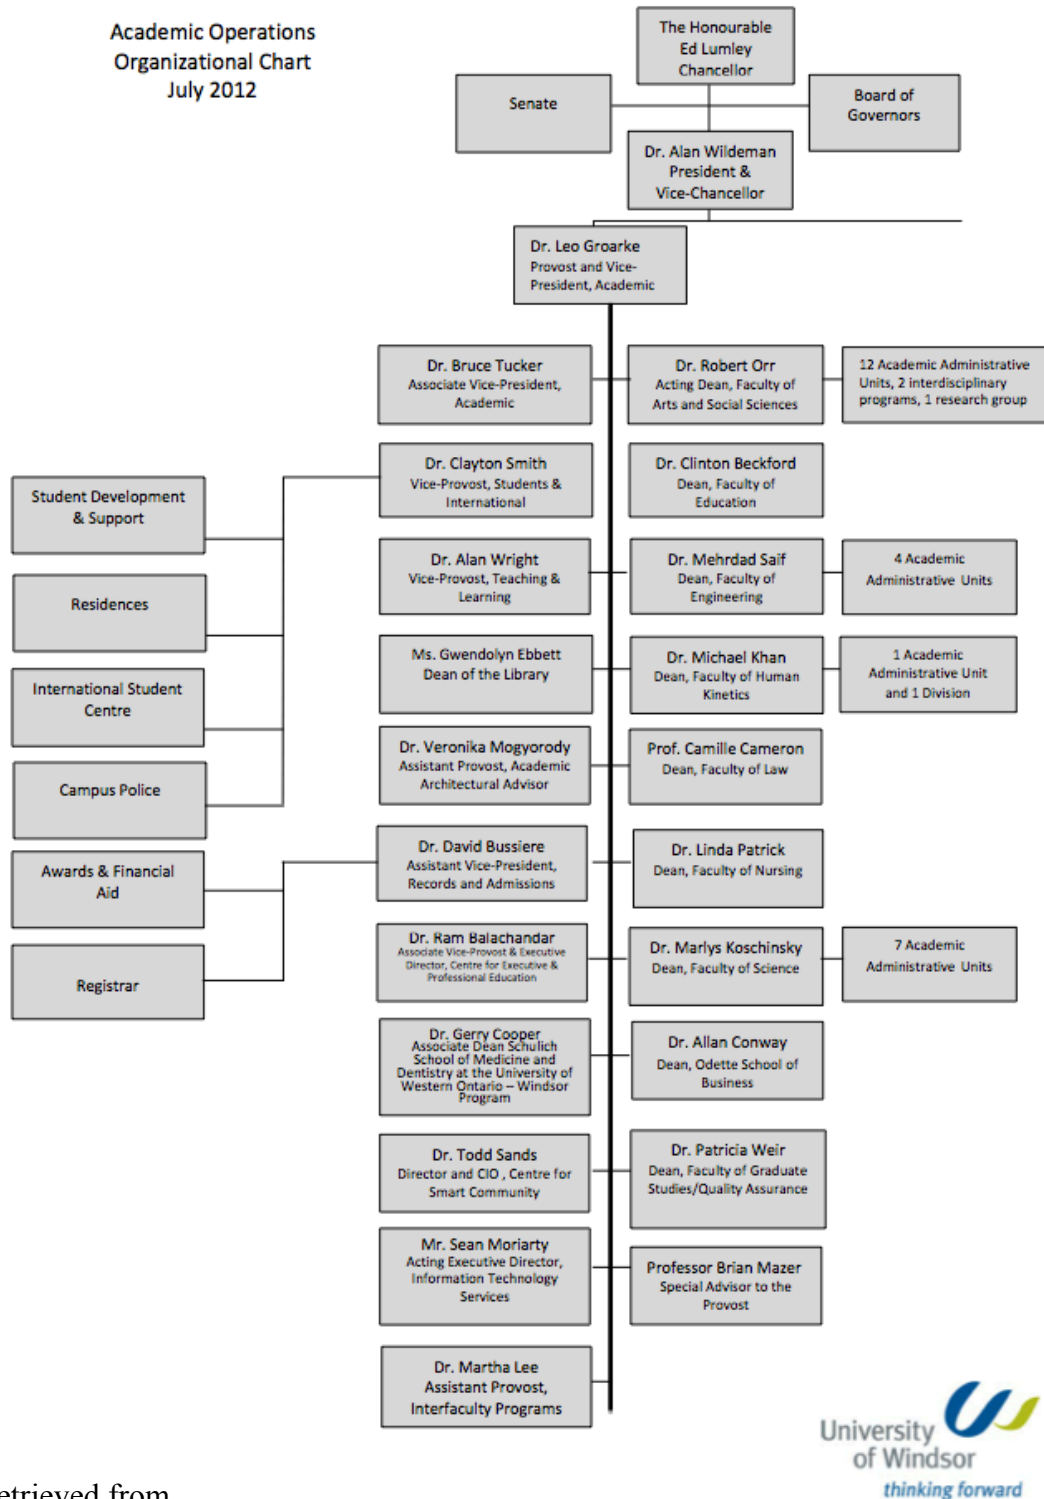 Academic Operations
Organizational Chart
July 2012
The Honourable
Ed Lumley
Chancellor
Senate
Board of
Governors
Dr. Alan Wildeman
President &
Vice-Chancellor
Dr. Leo Groarke
Provost and Vice-
President, Academic
Dr. Bruce Tucker
Associate Vice-President,
Academic
Dr. Robert Orr
Acting Dean, Faculty of
Arts and Social Sciences
12 Academic Administrative
Units, 2 interdisciplinary
programs, 1 research group
Dr. Clayton Smith
Vice-Provost, Students &
International
Dr. Clinton Beckford
Dean, Faculty of
Education
Student Development
& Support
Dr. Alan Wright
Vice-Provost, Teaching &
Learning
Dr. Mehrdad Saif
Dean, Faculty of
Engineering
4 Academic
Administrative Units
Residences
Ms. Gwendolyn Ebbett
Dean of the Library
Dr. Michael Khan
Dean, Faculty of Human
Kinetics
1 Academic
Administrative Unit
and 1 Division
International Student
Centre
Dr. Veronika Mogyorody
Assistant Provost, Academic
Architectural Advisor
Prof. Camille Cameron
Dean, Faculty of Law
Campus Police
Dr. David Bussiere
Assistant Vice-President,
Records and Admissions
Dr. Linda Patrick
Dean, Faculty of Nursing
Awards & Financial
Aid
Dr. Ram Balachandar
Associate Vice-Provost & Executive
Director, Centre for Executive &
Professional Education
Dr. Marlys Koschinsky
Dean, Faculty of Science
7 Academic
Administrative Units
Registrar
Dr. Gerry Cooper
Associate Dean Schulich
School of Medicine and
Dentistry at the University of
Western Ontario – Windsor
Program
Dr. Allan Conway
Dean, Odette School of
Business
Dr. Todd Sands
Director and CIO , Centre for
Smart Community
Dr. Patricia Weir
Dean, Faculty of Graduate
Studies/Quality Assurance
Mr. Sean Moriarty
Acting Executive Director,
Information Technology
Services
Professor Brian Mazer
Special Advisor to the
Provost
Dr. Martha Lee
Assistant Provost,
Interfaculty Programs
University
of Windsor
thinking forward
etrieved from